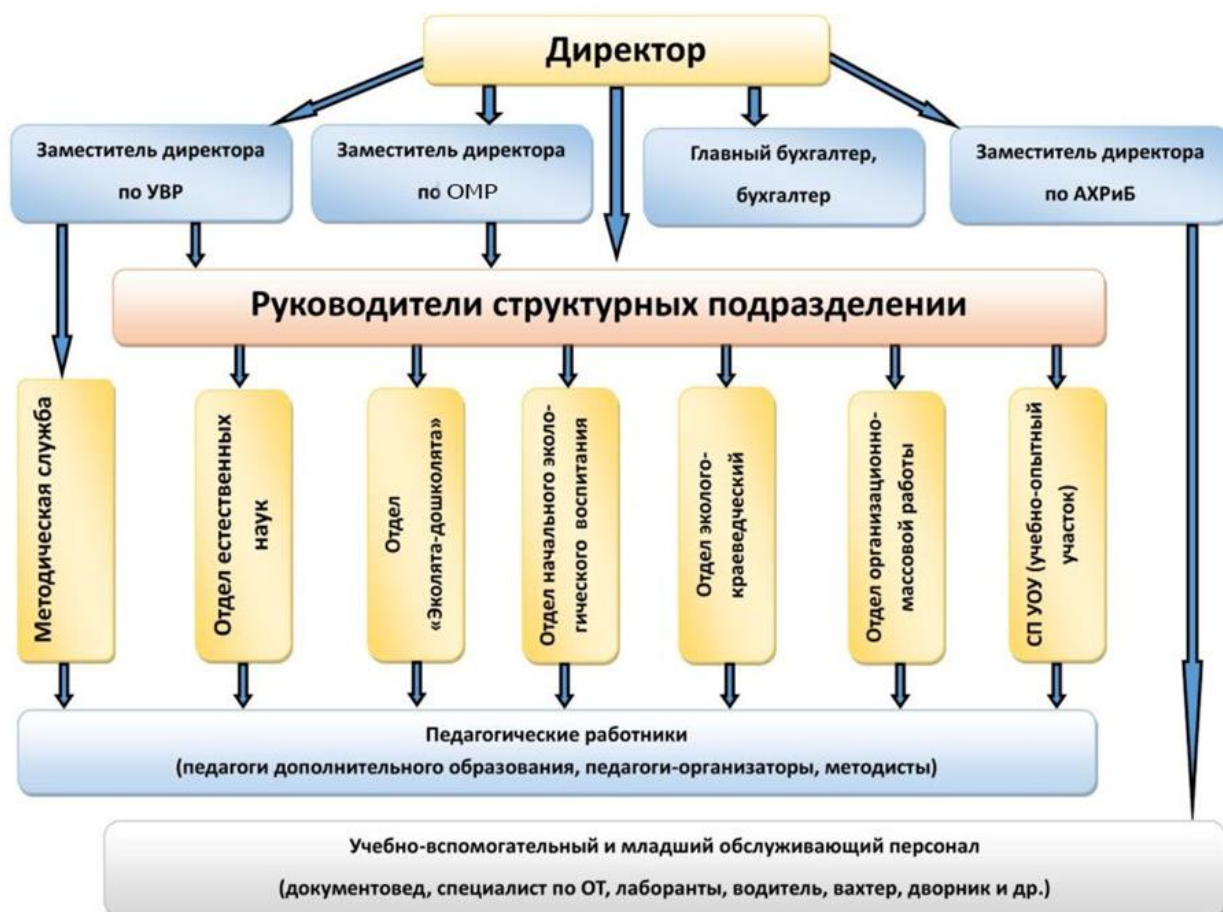 Директор
Заместитель директора
по УВР
Заместитель директора
по ОМР
Главный бухгалтер,
бухгалтер
Заместитель директора
по АХРиБ
Руководители структурных подразделении
Методическая служба
Отдел естественных
наук
Отдел
«Эколята-дошколята»
Отдел начального эколо-
гического воспитания
Отдел эколого-
краеведческий
Отдел организационно-
массовой работы
СП УОУ (учебно-опытный
участок)
Педагогические работники
(педагоги дополнительного образования, педагоги-организаторы, методисты)
Учебно-вспомогательный и младший обслуживающий персонал
(документовед, специалист по ОТ, лаборанты, водитель, вахтер, дворник и др.)